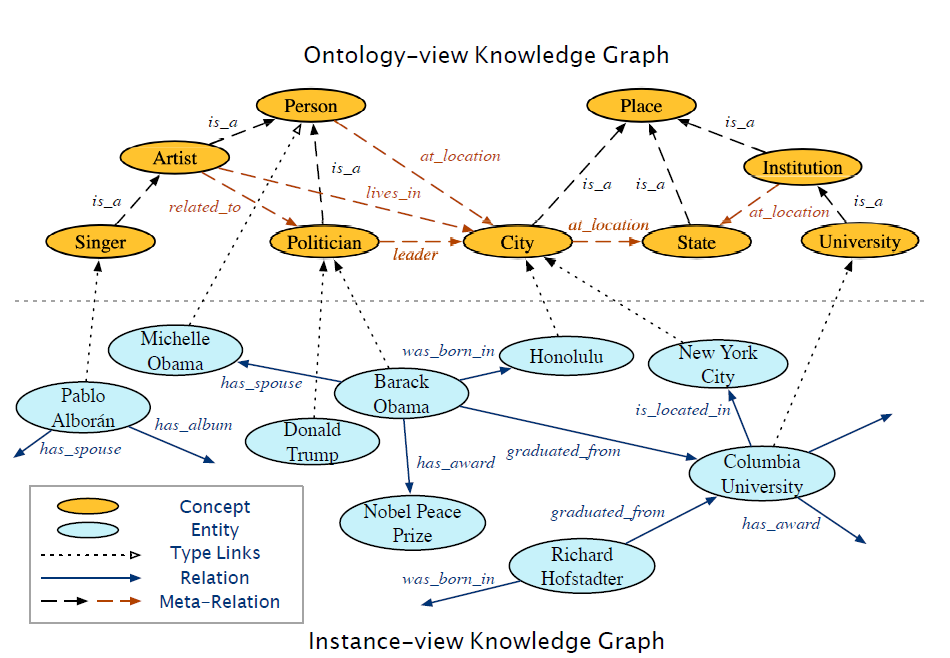 Ontology-view Knowledge Graph
Person
Place
is_a
is_a
Artist
at_location
Institution
is_a
is_a
is_a
is_a
lives_in
related_to
at_location
is_a
Singer
Politician
leader
City
at_location
State
University
Michelle
Obama
was_born_in
Honolulu
New York
City
has_spouse
Barack
Obama
Pablo
Alborán
has_album
is_located_in
has_spouse
Donald
Trump
graduated_from
has_award
Columbia
University
Concept
Entity
Type Links
Relation
Meta-Relation
Nobel Peace
Prize
graduated_from
has_award
was_born_in
Richard
Hofstadter
Instance-view Knowledge Graph